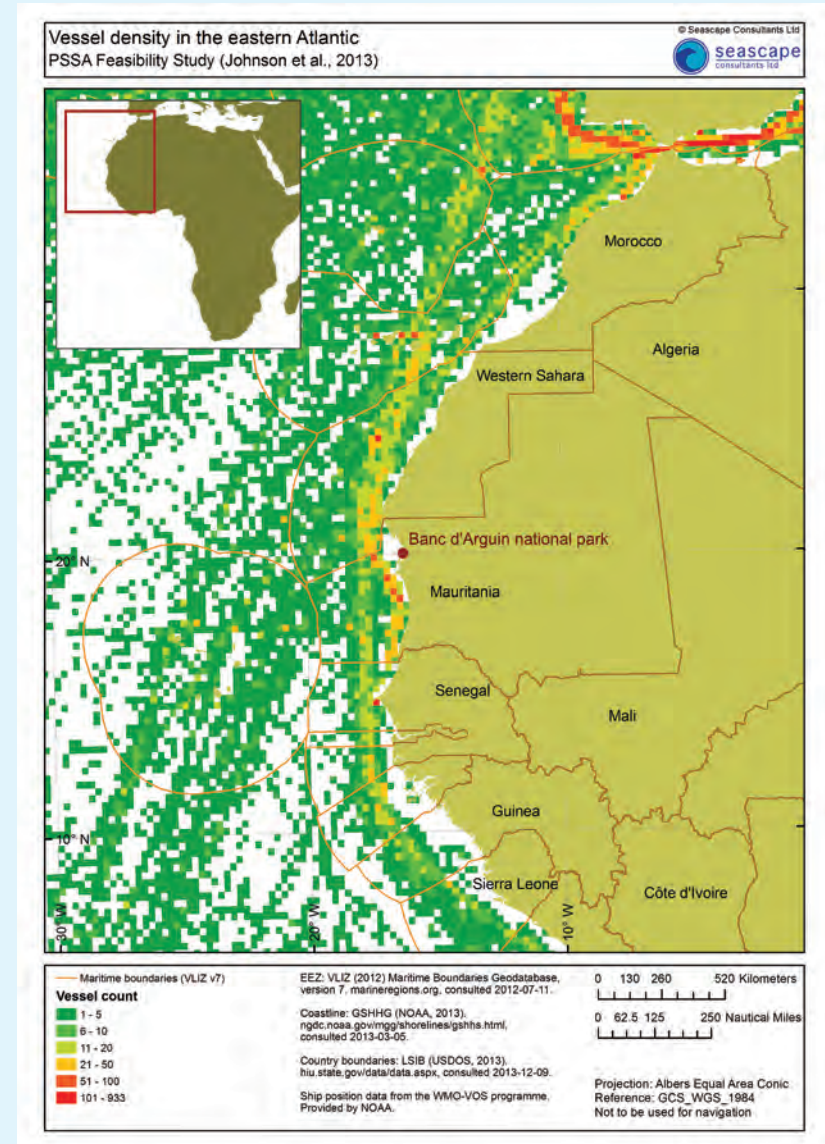 © Seascape Consultants Ltd
Vessel density in the eastern Atlantic
PSSA Feasibility Study (Johnson et al., 2013)
seascape
consultants ltd
Morocco
Algeria
Western Sahara
Banc d'Arguin national park
20° N
Mauritania
Senegal
Mali
Guinea
10° N
Sierra Leone
Côte d'Ivoire
30° W
20° W
10° W
Maritime boundaries (VLIZ v7)
Vessel count
1 - 5
6 - 10
11 - 20
21 - 50
51 - 100
101 - 933
EEZ: VLIZ (2012) Maritime Boundaries Geodatabase,
version 7. marineregions.org, consulted 2012-07-11.
Coastline: GSHHG (NOAA, 2013).
ngdc.noaa.gov/mgg/shorelines/gshhs.html,
consulted 2013-03-05.
Country boundaries: LSIB (USDOS, 2013).
hiu.state.gov/data/data.aspx, consulted 2013-12-09.
Ship position data from the WMO-VOS programme.
Provided by NOAA.
0 130 260 520 Kilometers
0 62.5 125 250 Nautical Miles
Projection: Albers Equal Area Conic
Reference: GCS_WGS_1984
Not to be used for navigation